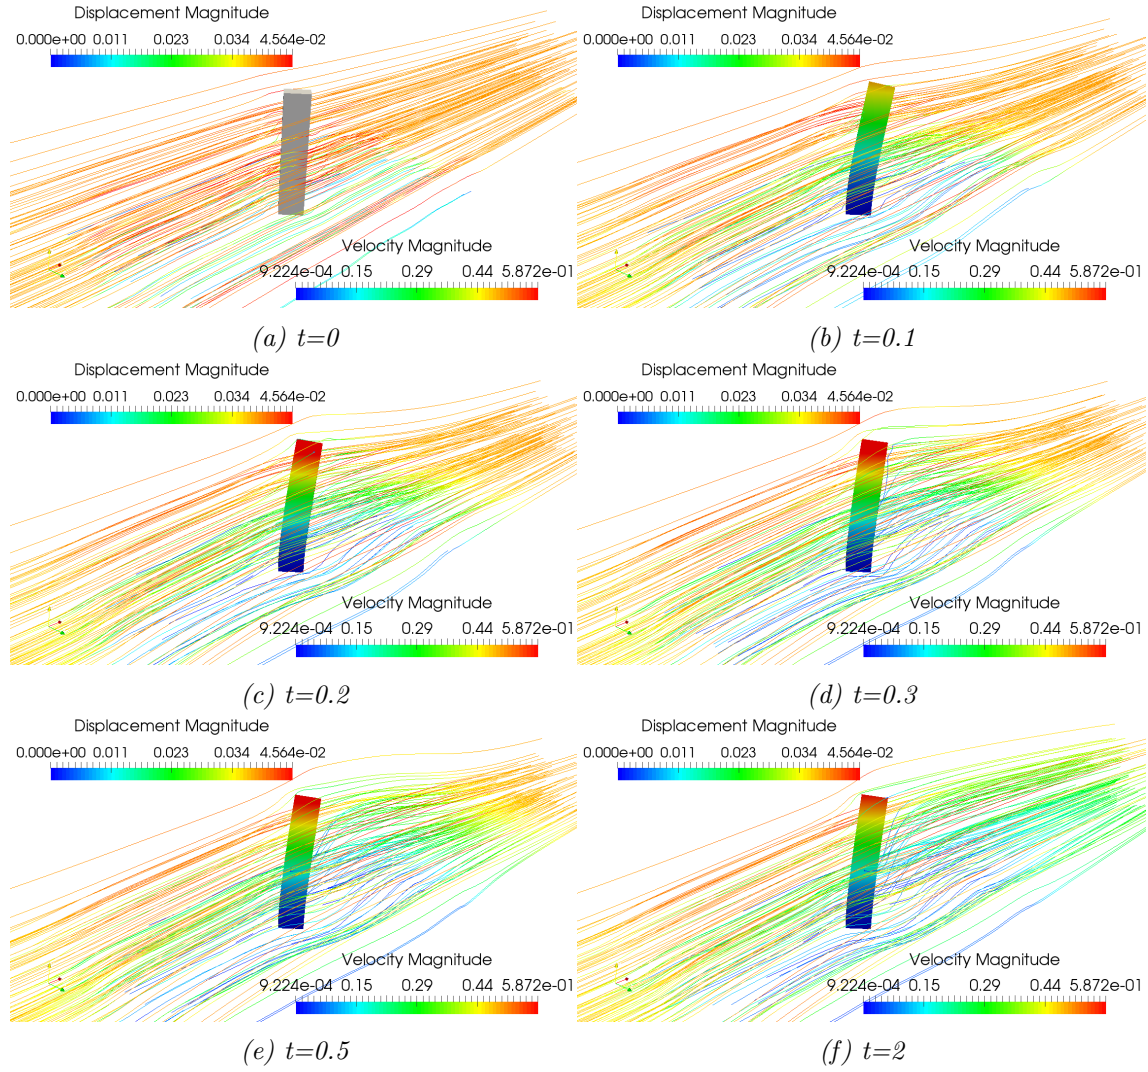 Displacement Magnitude
0.000e+00 0.011 0.023 0.034 4.564e-02
Velocity Magnitude
9.224e-04 0.15 0.29 0.44 5.872e-01
(a) t=0
Displacement Magnitude
0.000e+00 0.011 0.023 0.034 4.564e-02
Velocity Magnitude
9.224e-04 0.15 0.29 0.44 5.872e-01
(b) t=0.1
Displacement Magnitude
0.000e+00 0.011 0.023 0.034 4.564e-02
Velocity Magnitude
9.224e-04 0.15 0.29 0.44 5.872e-01
(c) t=0.2
Displacement Magnitude
0.000e+00 0.011 0.023 0.034 4.564e-02
Velocity Magnitude
9.224e-04 0.15 0.29 0.44 5.872e-01
(d) t=0.3
Displacement Magnitude
0.000e+00 0.011 0.023 0.034 4.564e-02
Velocity Magnitude
9.224e-04 0.15 0.29 0.44 5.872e-01
(e) t=0.5
Displacement Magnitude
0.000e+00 0.011 0.023 0.034 4.564e-02
Velocity Magnitude
9.224e-04 0.15 0.29 0.44 5.872e-01
(f) t=2